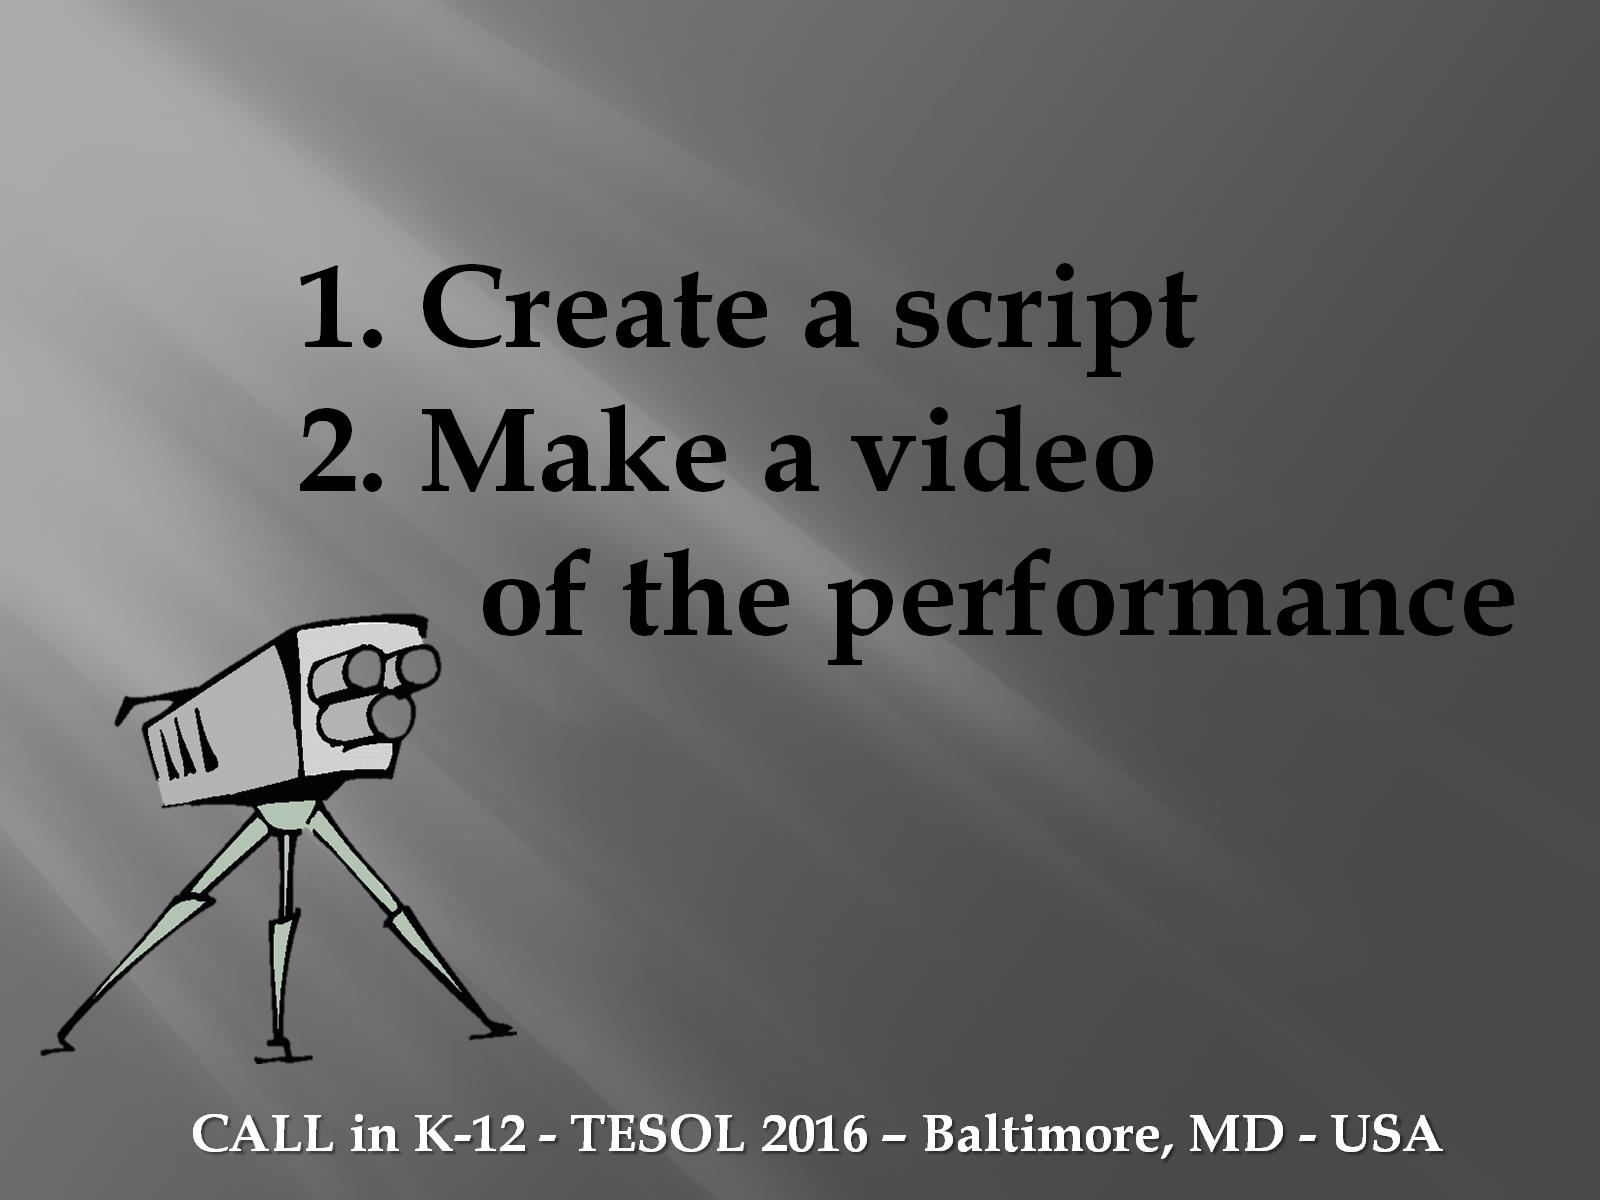 1. Create a script
2. Make a video
of the performance
CALL in K-12 - TESOL 2016 – Baltimore, MD - USA